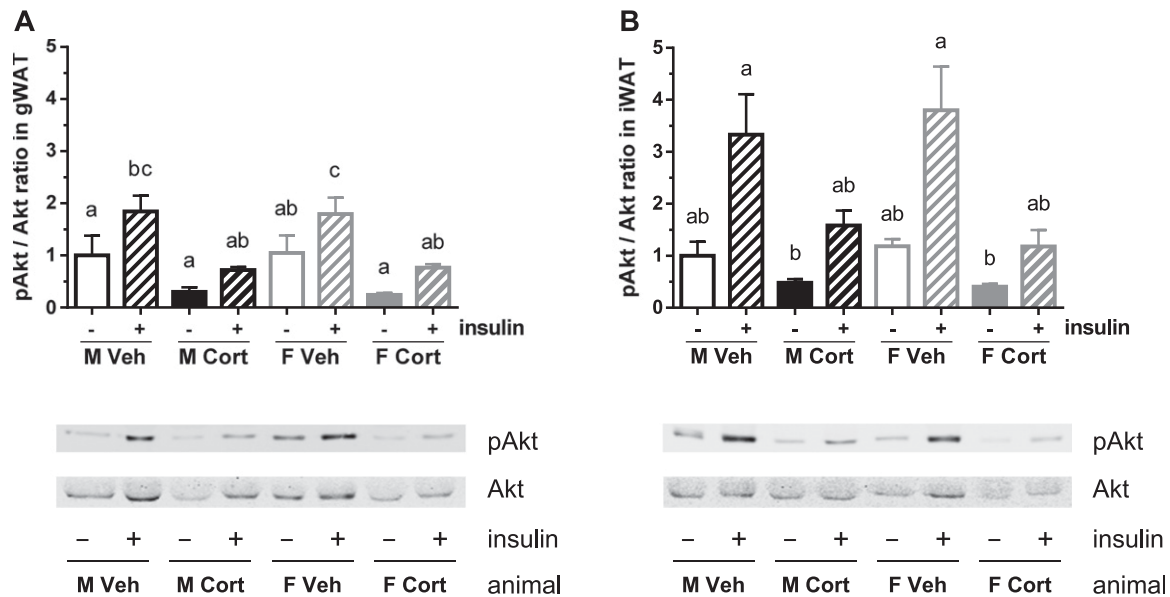 A
pAkt / Akt ratio in gWAT
5
4
3
2
1
0
a
bc
a
ab
ab
c
a
ab
- + - + - + - + insulin
M Veh M Cort F Veh F Cort
pAkt
Akt
– + – + – + – + insulin
M Veh M Cort F Veh F Cort animal
B
pAkt / Akt ratio in iWAT
5
4
3
2
1
0
ab
a
b
ab
ab
a
b
ab
- + - + - + - + insulin
M Veh M Cort F Veh F Cort
pAkt
Akt
– + – + – + – + insulin
M Veh M Cort F Veh F Cort animal